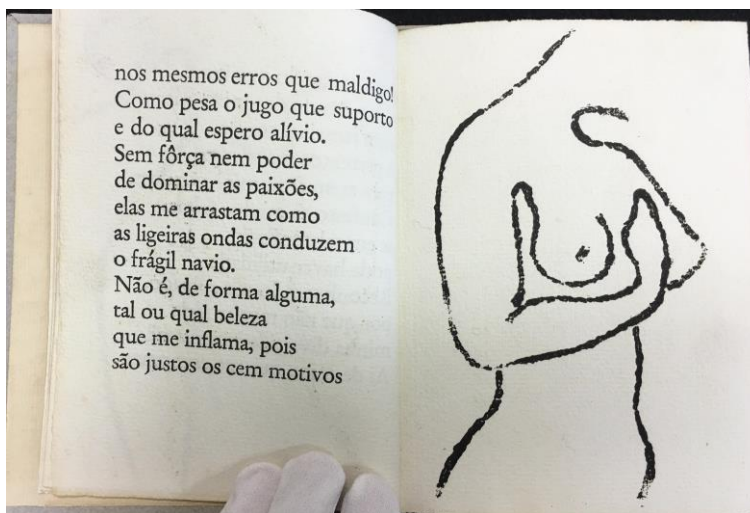 nos mesmos erros que maldigo!
Como pesa o jugo que suporto
e do qual espero alívio.
Sem fôrça nem poder
de dominar as paixões,
elas me arrastam como
as ligeiras ondas conduzem
o frágil navio.
Não é, de forma alguma,
tal ou qual beleza
que me inflama, pois
são justos os cem motivos